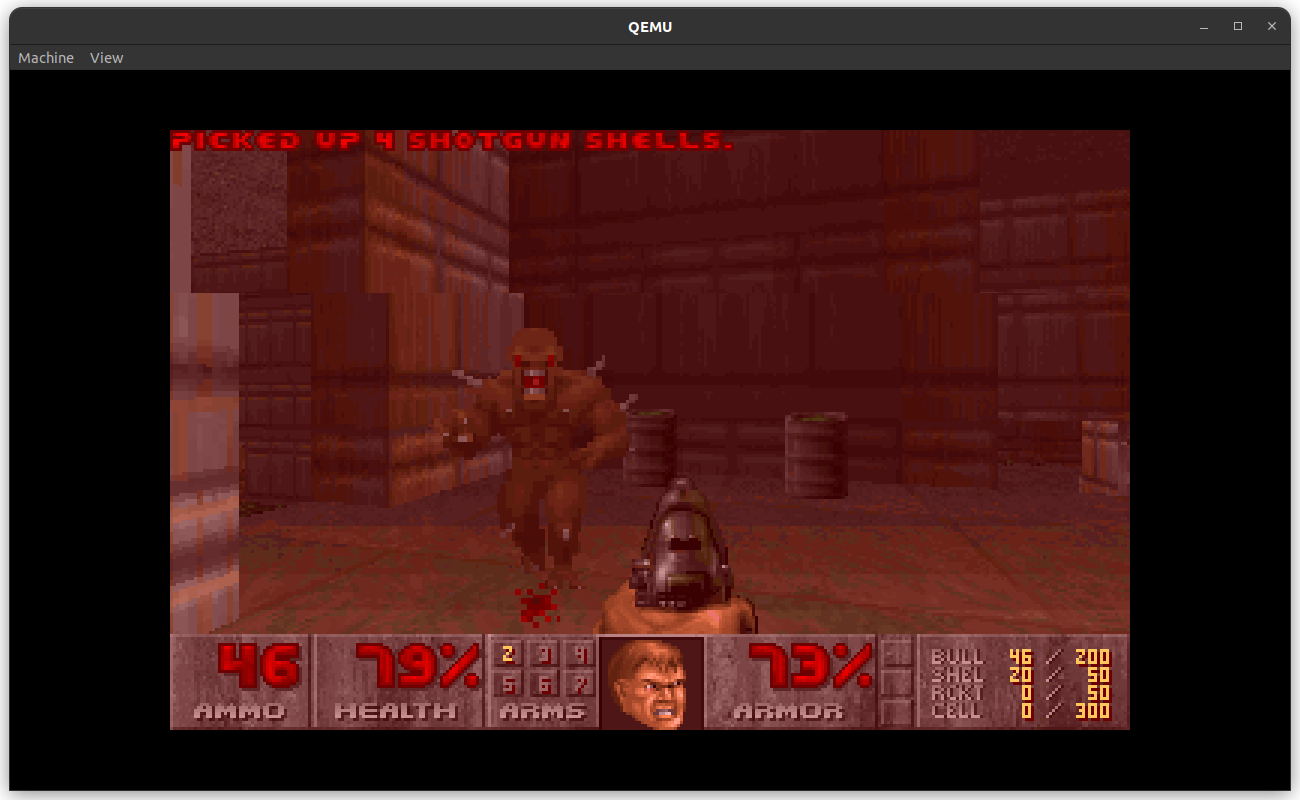 QEMU
Machine View
PICKED UP 4 SHOTGUN SHELLS.
46 79% 2 3 4 73% BULL 46 / 200
5 6 7 SHEL 20 / 50
RCKT 0 / 50
AMMO HEALTH ARMS ARMOR CELL 0 / 300